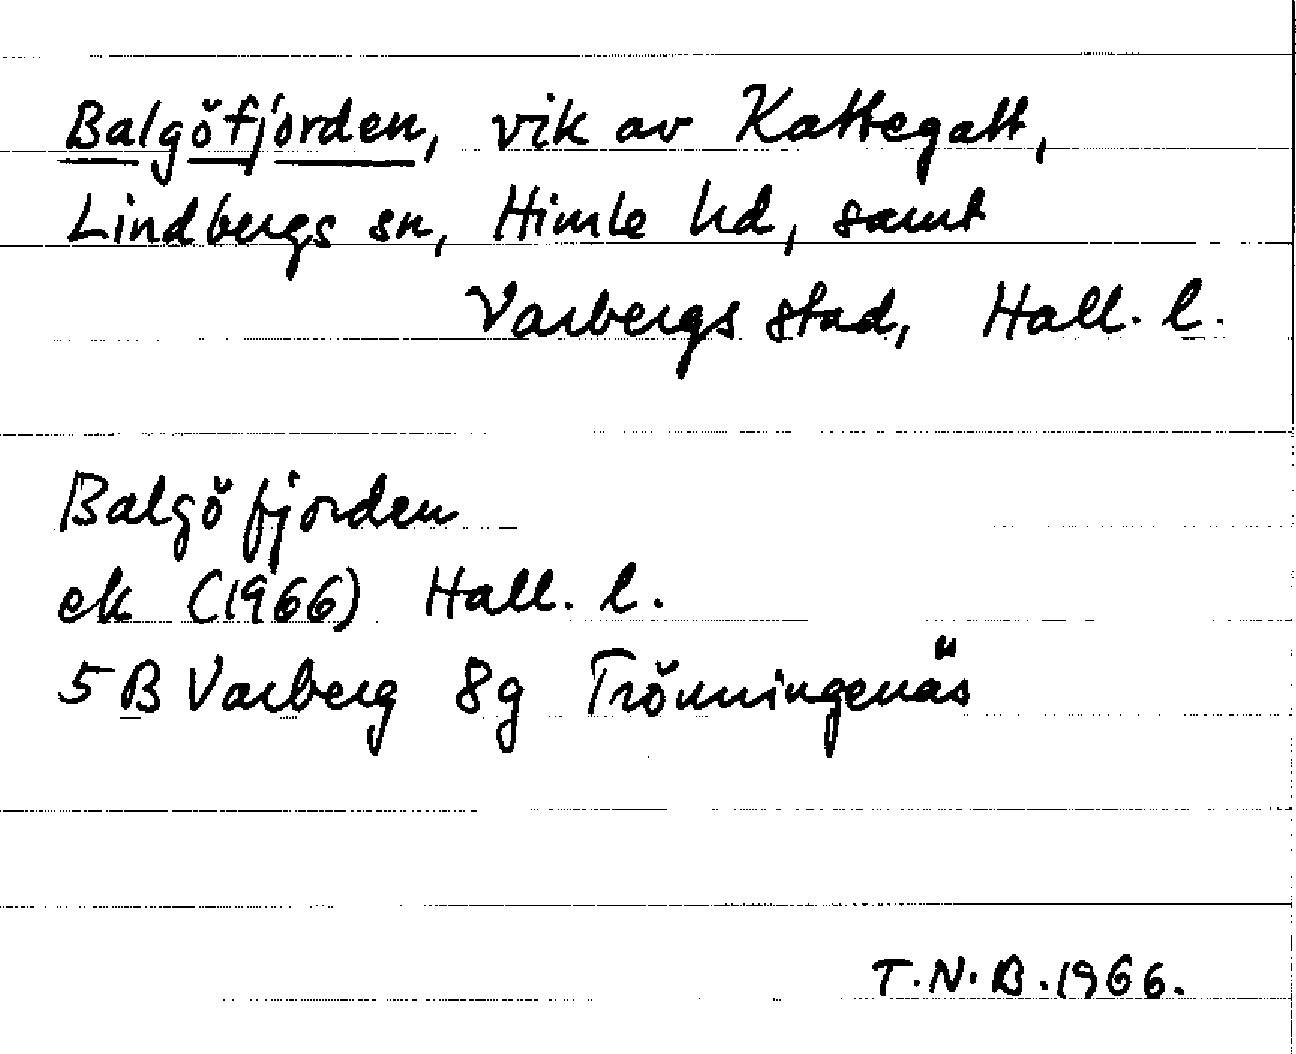 Balgöfjorden, vik av Kattegatt,
Lindbergs sn, Himle hd, samt
Varbergs stad, Hall. l.
Balgöfjorden
ek (1966) Hall. l.
5 B Varberg 8g Trönningenäs
T.N.B. 1966.